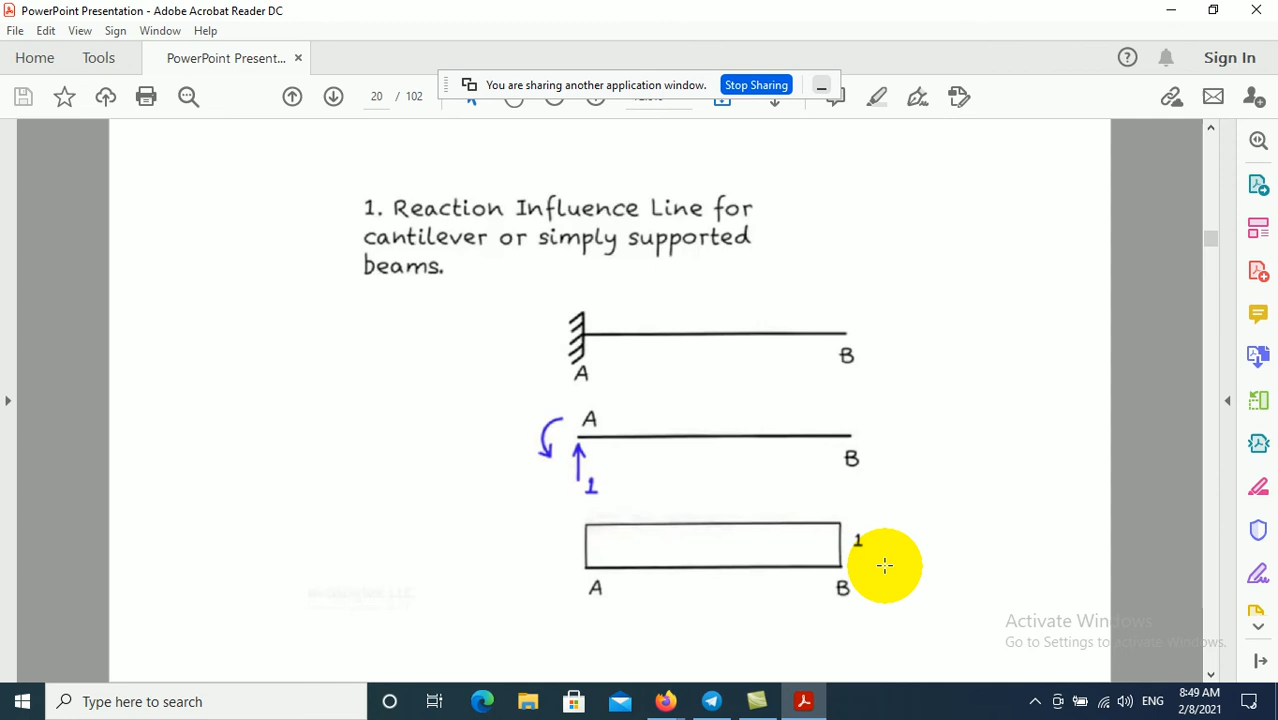 PowerPoint Presentation - Adobe Acrobat Reader DC
File Edit View Sign Window Help
Home Tools PowerPoint Present... × Sign In
You are sharing another application window. Stop Sharing
20 / 102
1. Reaction Influence Line for
cantilever or simply supported
beams.
A
B
A
B
1
1
A B
Activate Windows
Go to Settings to activate Windows.
Type here to search
ENG
8:49 AM
2/8/2021